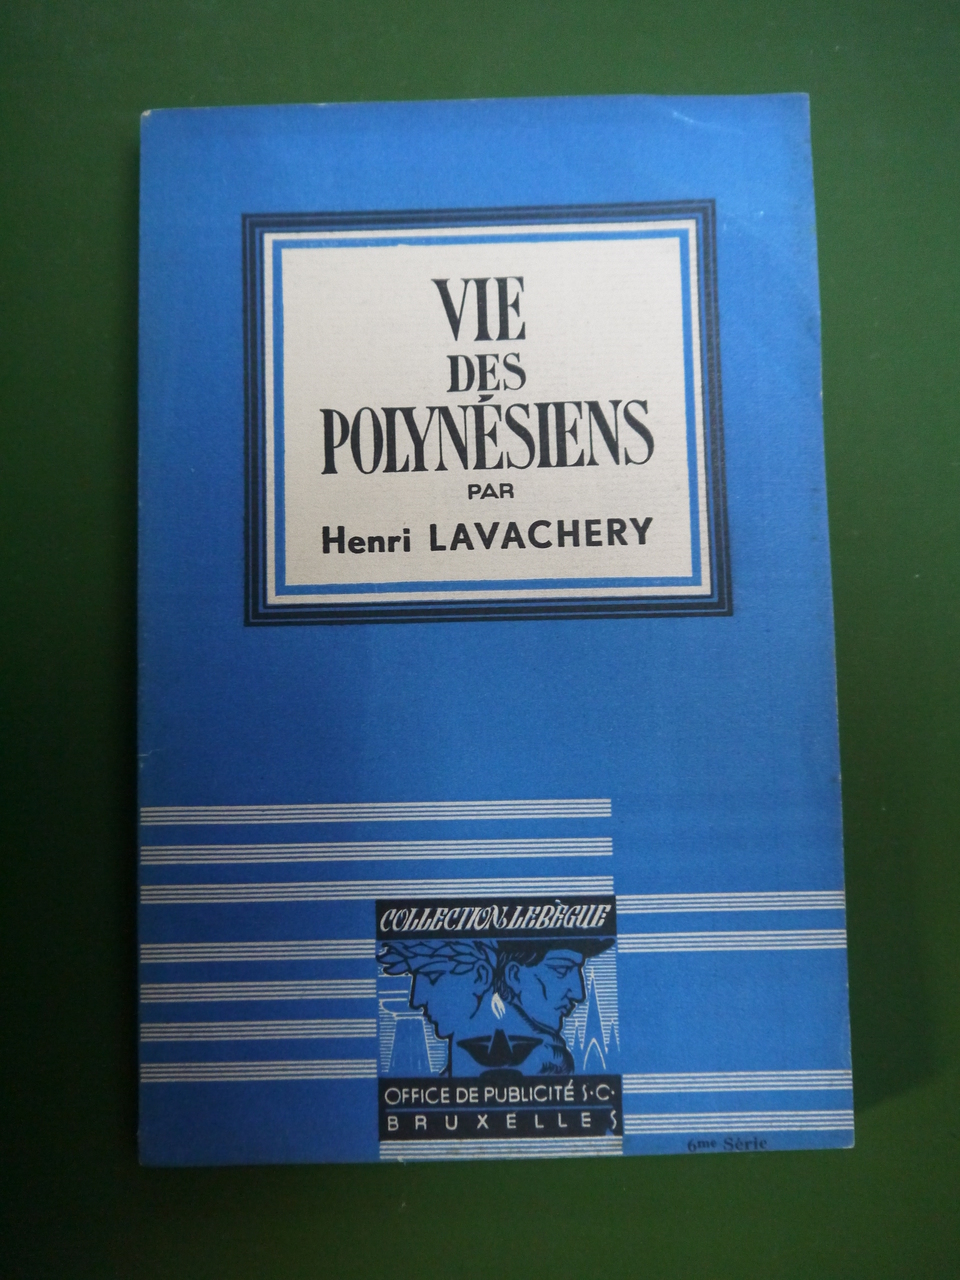 VIE
DES
POLYNÉSIENS
PAR
Henri LAVACHERY
COLLECTION LEBÈGUE
OFFICE DE PUBLICITÉ S.C.
BRUXELLES
6me Série